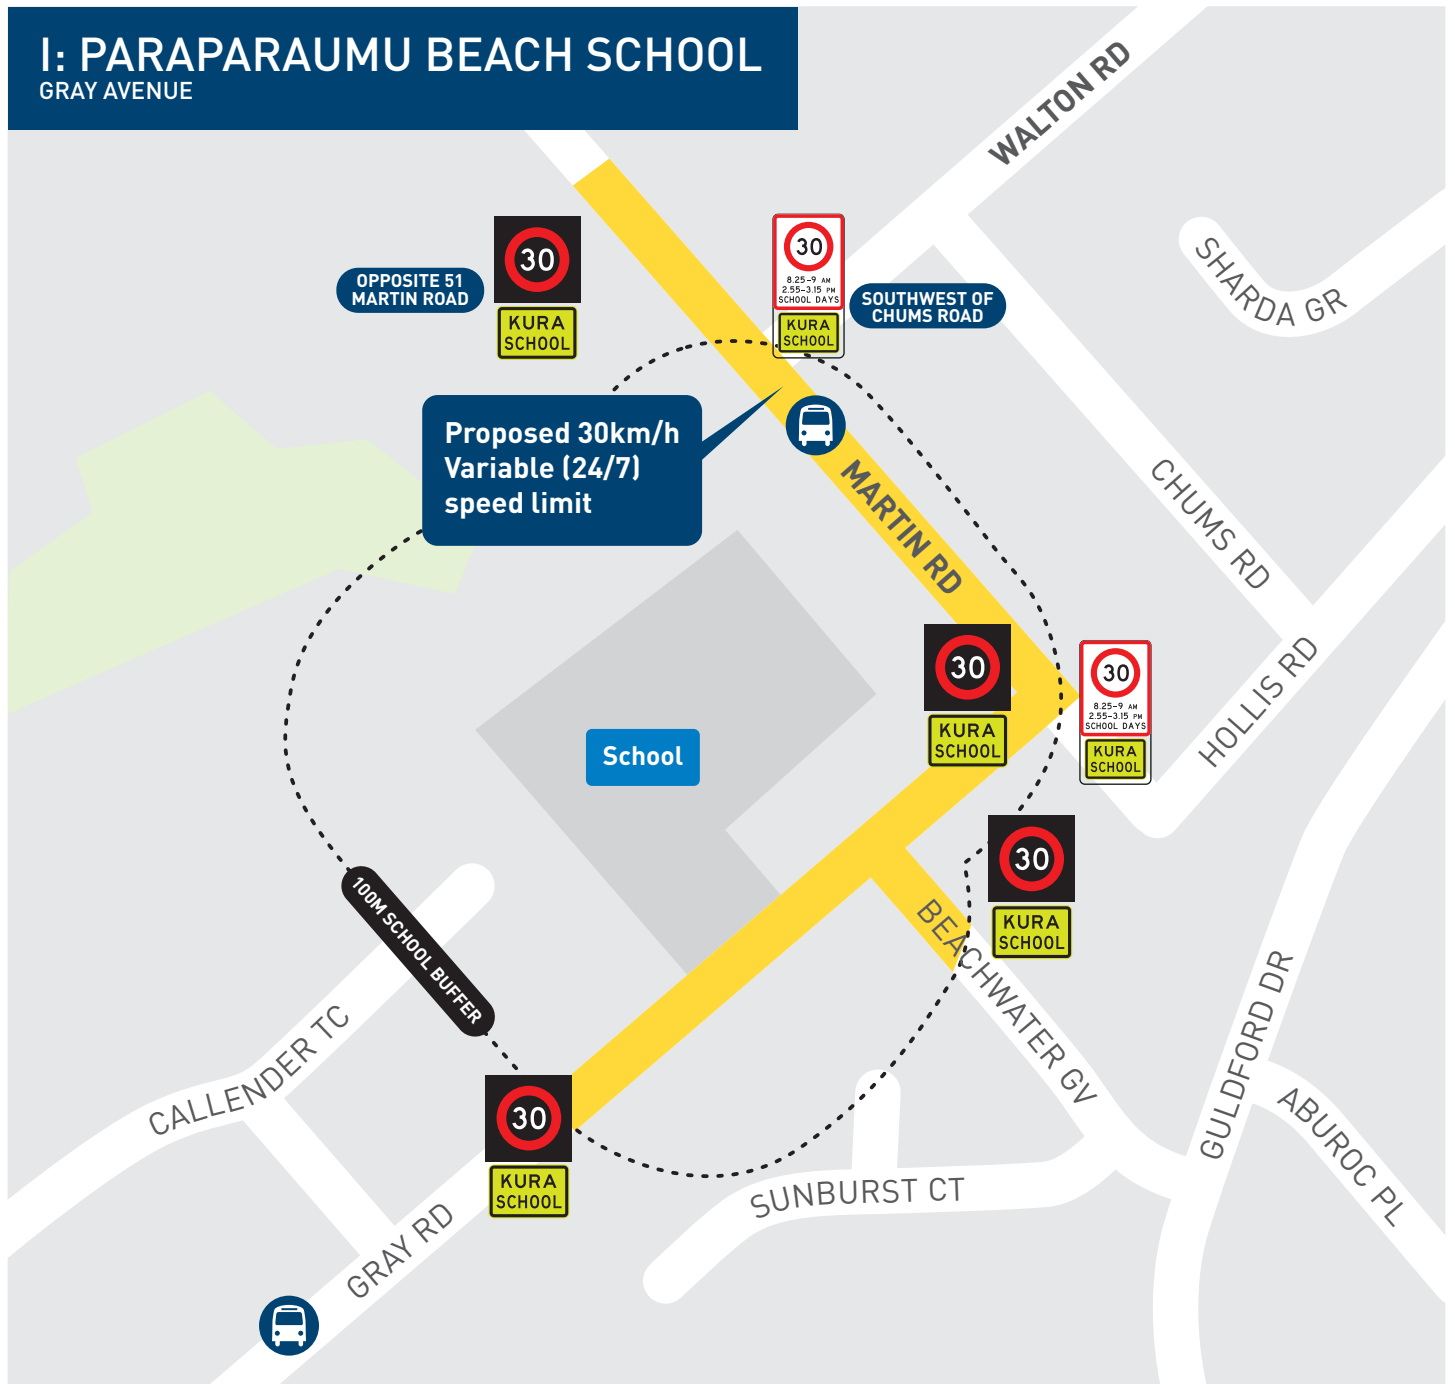 I: PARAPARAUMU BEACH SCHOOL
GRAY AVENUE
WALTON RD
SHARDA GR
30
KURA
SCHOOL
OPPOSITE 51
MARTIN ROAD
30
8.25-9 AM
2.55-3.15 PM
SCHOOL DAYS
KURA
SCHOOL
SOUTHWEST OF
CHUMS ROAD
Proposed 30km/h
Variable (24/7)
speed limit
MARTIN RD
CHUMS RD
HOLLIS RD
30
KURA
SCHOOL
30
8.25-9 AM
2.55-3.15 PM
SCHOOL DAYS
KURA
SCHOOL
School
30
KURA
SCHOOL
100M SCHOOL BUFFER
BEACHWATER GV
GULDFORD DR
CALLENDER TC
30
KURA
SCHOOL
ABUROC PL
SUNBURST CT
GRAY RD